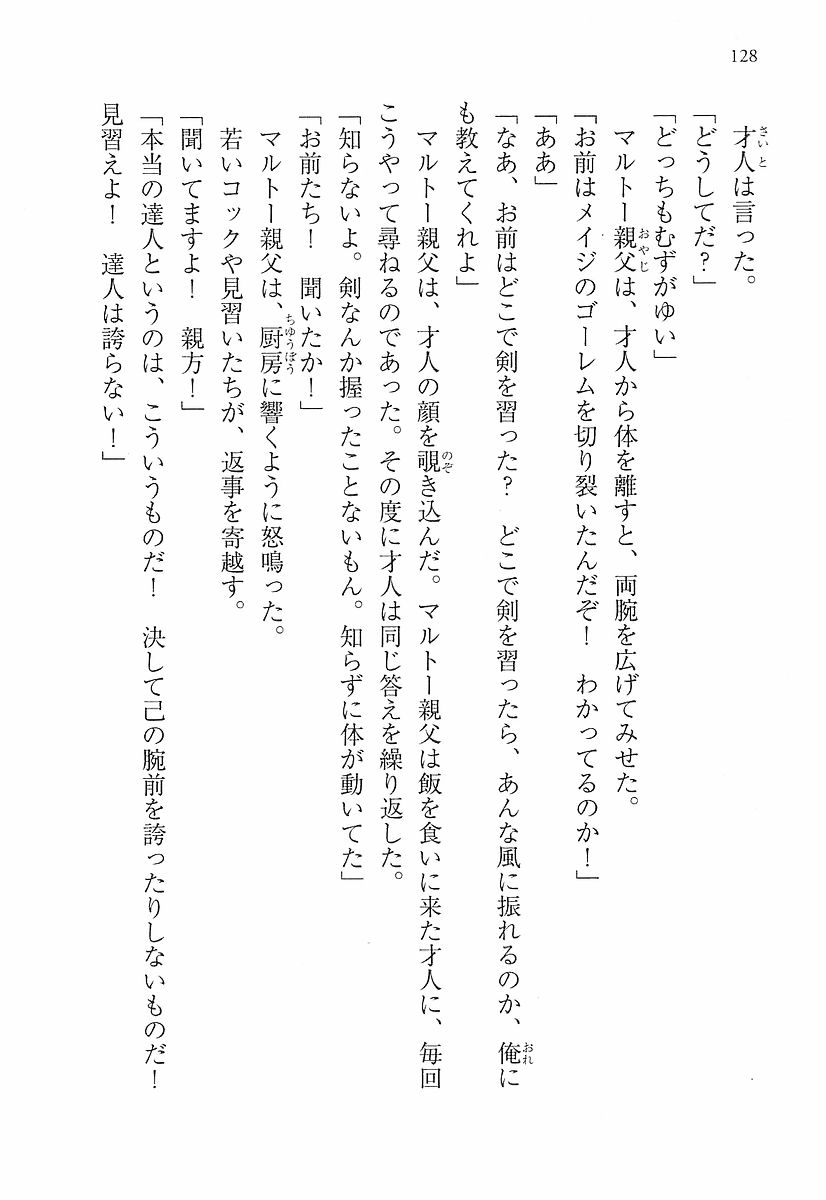 128
才人は言った。
「どうしてだ?」
「どっちもむずがゆい」
マルトー親父は、才人から体を離すと、両腕を広げてみせた。
「お前はメイジのゴーレムを切り裂いたんだぞ! わかってるのか!」
「ああ」
「なあ、お前はどこで剣を習った? どこで剣を習ったら、あんな風に振れるのか、俺に
も教えてくれよ」
マルトー親父は、才人の顔を覗き込んだ。マルトー親父は飯を食いに来た才人に、毎回
こうやって尋ねるのであった。その度に才人は同じ答えを繰り返した。
「知らないよ。剣なんか握ったことないもん。知らずに体が動いてた」
「お前たち! 聞いたか!」
マルトー親父は、厨房に響くように怒鳴った。
若いコックや見習いたちが、返事を寄越す。
「聞いてますよ! 親方!」
「本当の達人というのは、こういうものだ! 決して己の腕前を誇ったりしないものだ!
見習えよ! 達人は誇らない!」